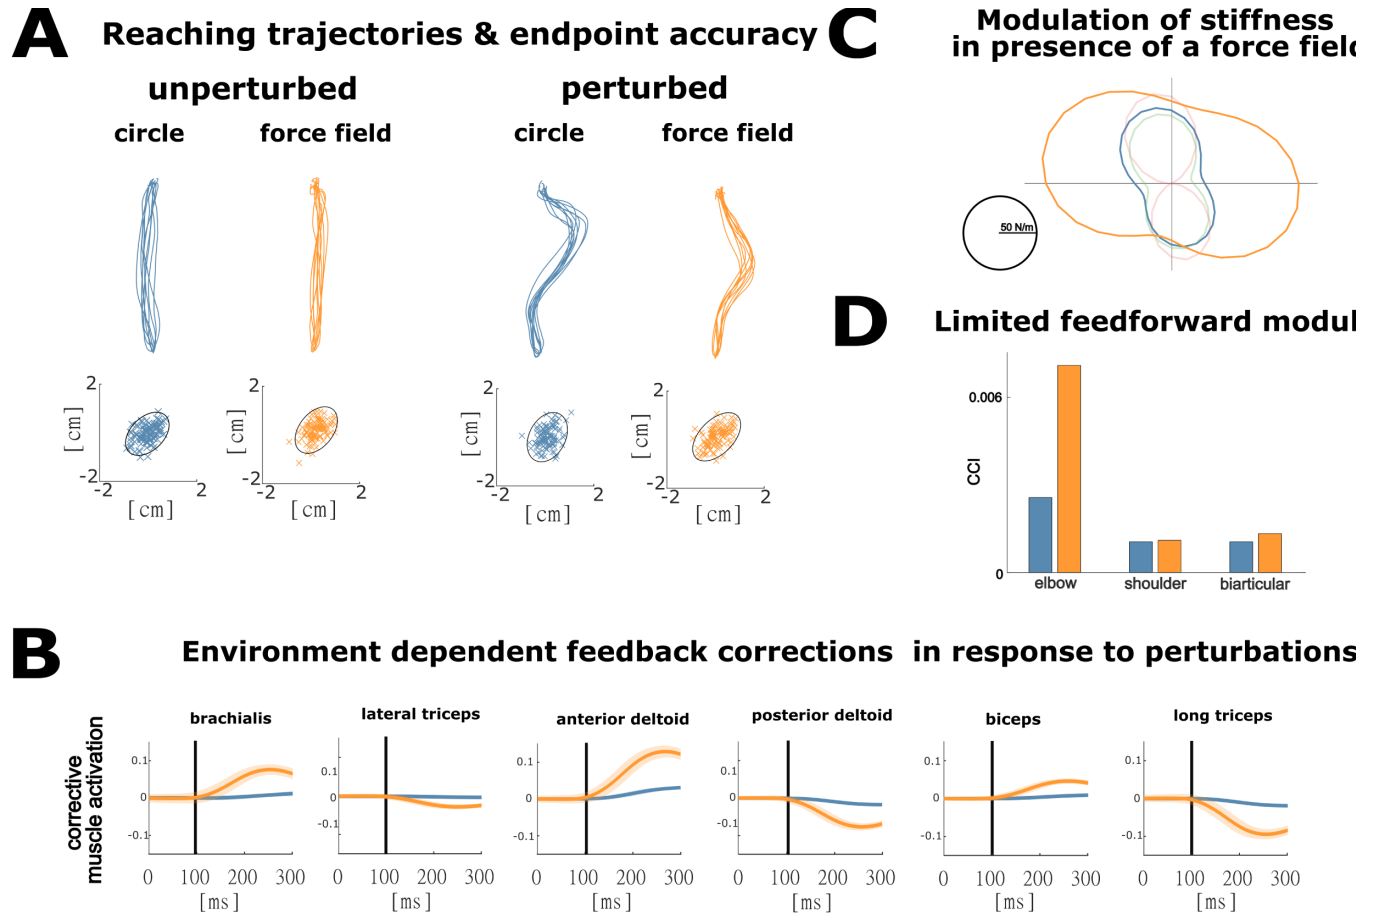 A
Reaching trajectories & endpoint accuracy
unperturbed
perturbed
circle
force field
circle
force field
2
[cm]
-2
-2
2
[cm]
2
[cm]
-2
-2
2
[cm]
2
[cm]
-2
-2
2
[cm]
2
[cm]
-2
-2
2
[cm]
C
Modulation of stiffness
in presence of a force field
50 N/m
D
Limited feedforward modul
0.006
CCI
0
elbow
shoulder
biarticular
B
Environment dependent feedback corrections in response to perturbations
corrective
muscle activation
brachialis
0.1
0
-0.1
0 100 200 300
[ms]
lateral triceps
0.1
0
-0.1
0 100 200 300
[ms]
anterior deltoid
0.1
0
-0.1
0 100 200 300
[ms]
posterior deltoid
0.1
0
-0.1
0 100 200 300
[ms]
biceps
0.1
0
-0.1
0 100 200 300
[ms]
long triceps
0.1
0
-0.1
0 100 200 300
[ms]